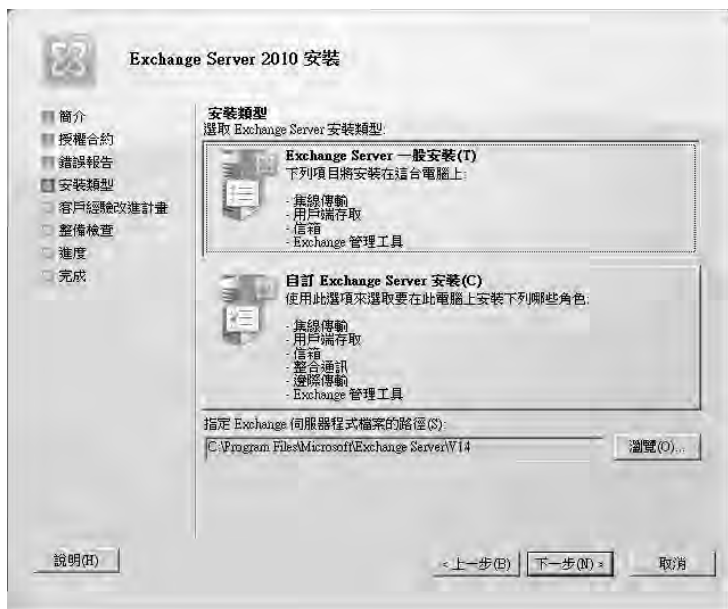 Exchange Server 2010 安裝
簡介
授權合約
錯誤報告
安裝類型
客戶經驗改進計畫
整備檢查
進度
完成
安裝類型
選取 Exchange Server 安裝類型:
Exchange Server 一般安裝(T)
下列項目將安裝在這台電腦上:
- 集線傳輸
- 用戶端存取
- 信箱
- Exchange 管理工具
自訂 Exchange Server 安裝(C)
使用此選項來選取要在此電腦上安裝下列哪些角色:
- 集線傳輸
- 用戶端存取
- 信箱
- 整合通訊
- 邊際傳輸
- Exchange 管理工具
指定 Exchange 伺服器程式檔案的路徑(S):
C:\Program Files\Microsoft\Exchange Server\V14
瀏覽(O)...
說明(H)
< 上一步(B)
下一步(N) >
取消